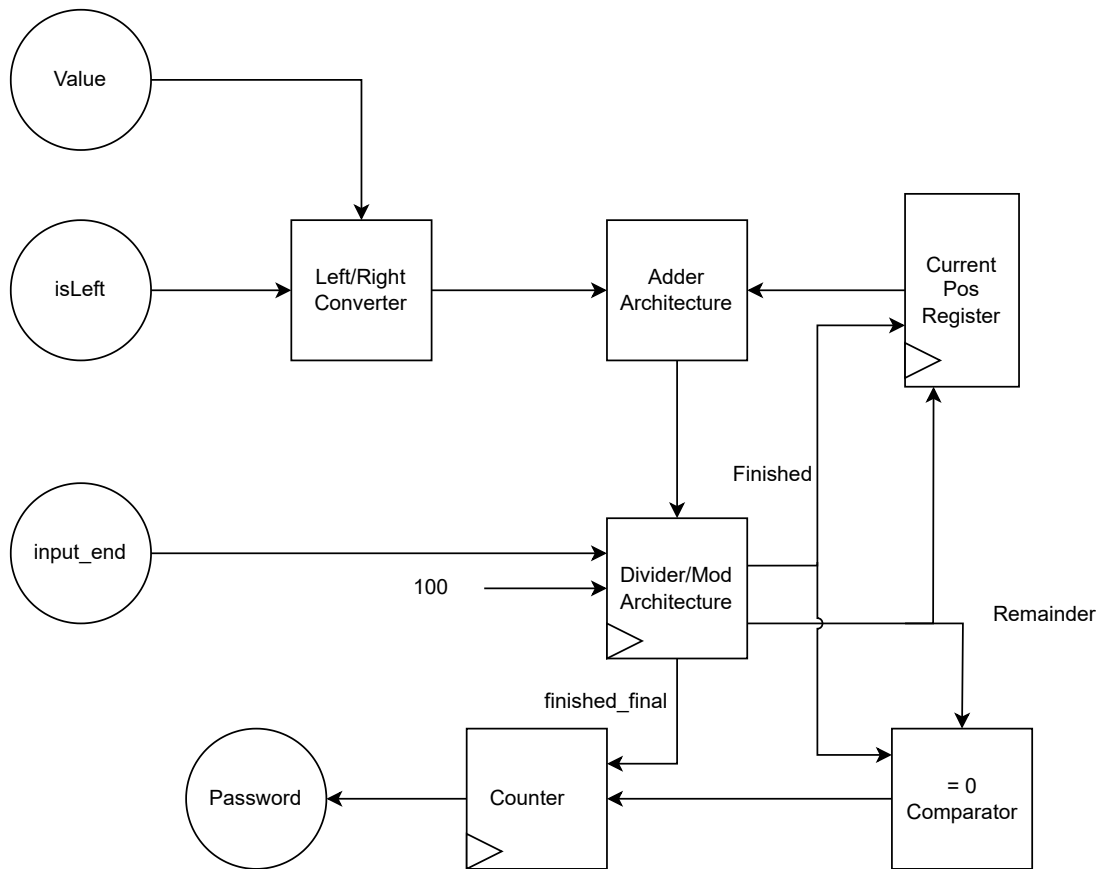 Value
isLeft
Left/Right
Converter
Adder
Architecture
Current
Pos
Register
Finished
input_end
100
Divider/Mod
Architecture
Remainder
finished_final
Password
Counter
= 0
Comparator